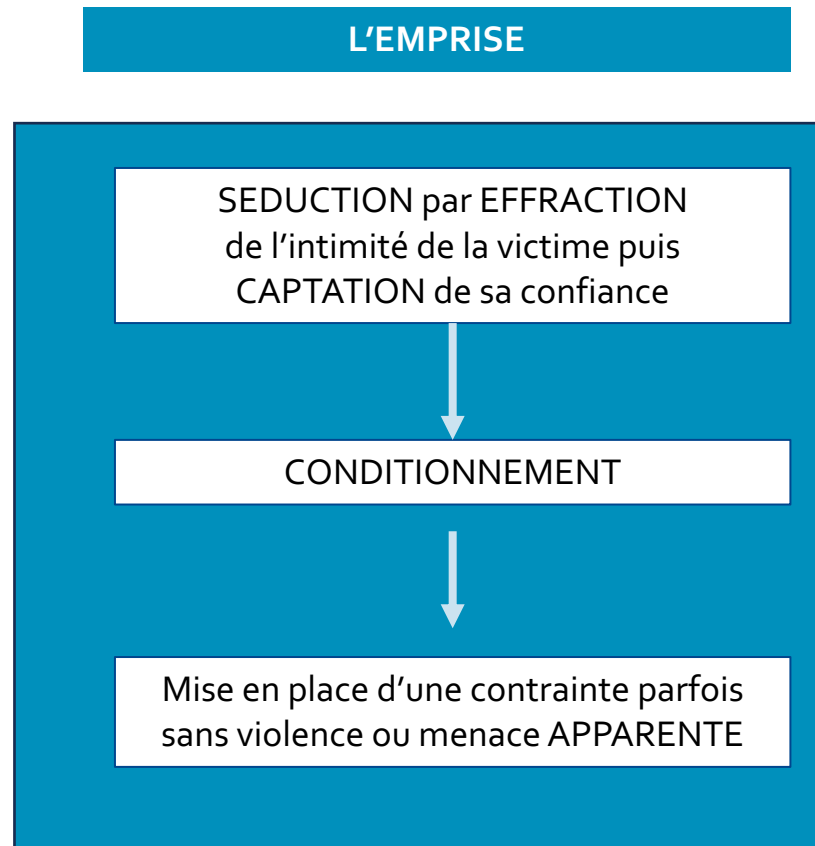 L’EMPRISE
SEDUCTION par EFFRACTION
de l’intimité de la victime puis
CAPTATION de sa confiance
CONDITIONNEMENT
Mise en place d’une contrainte parfois
sans violence ou menace APPARENTE